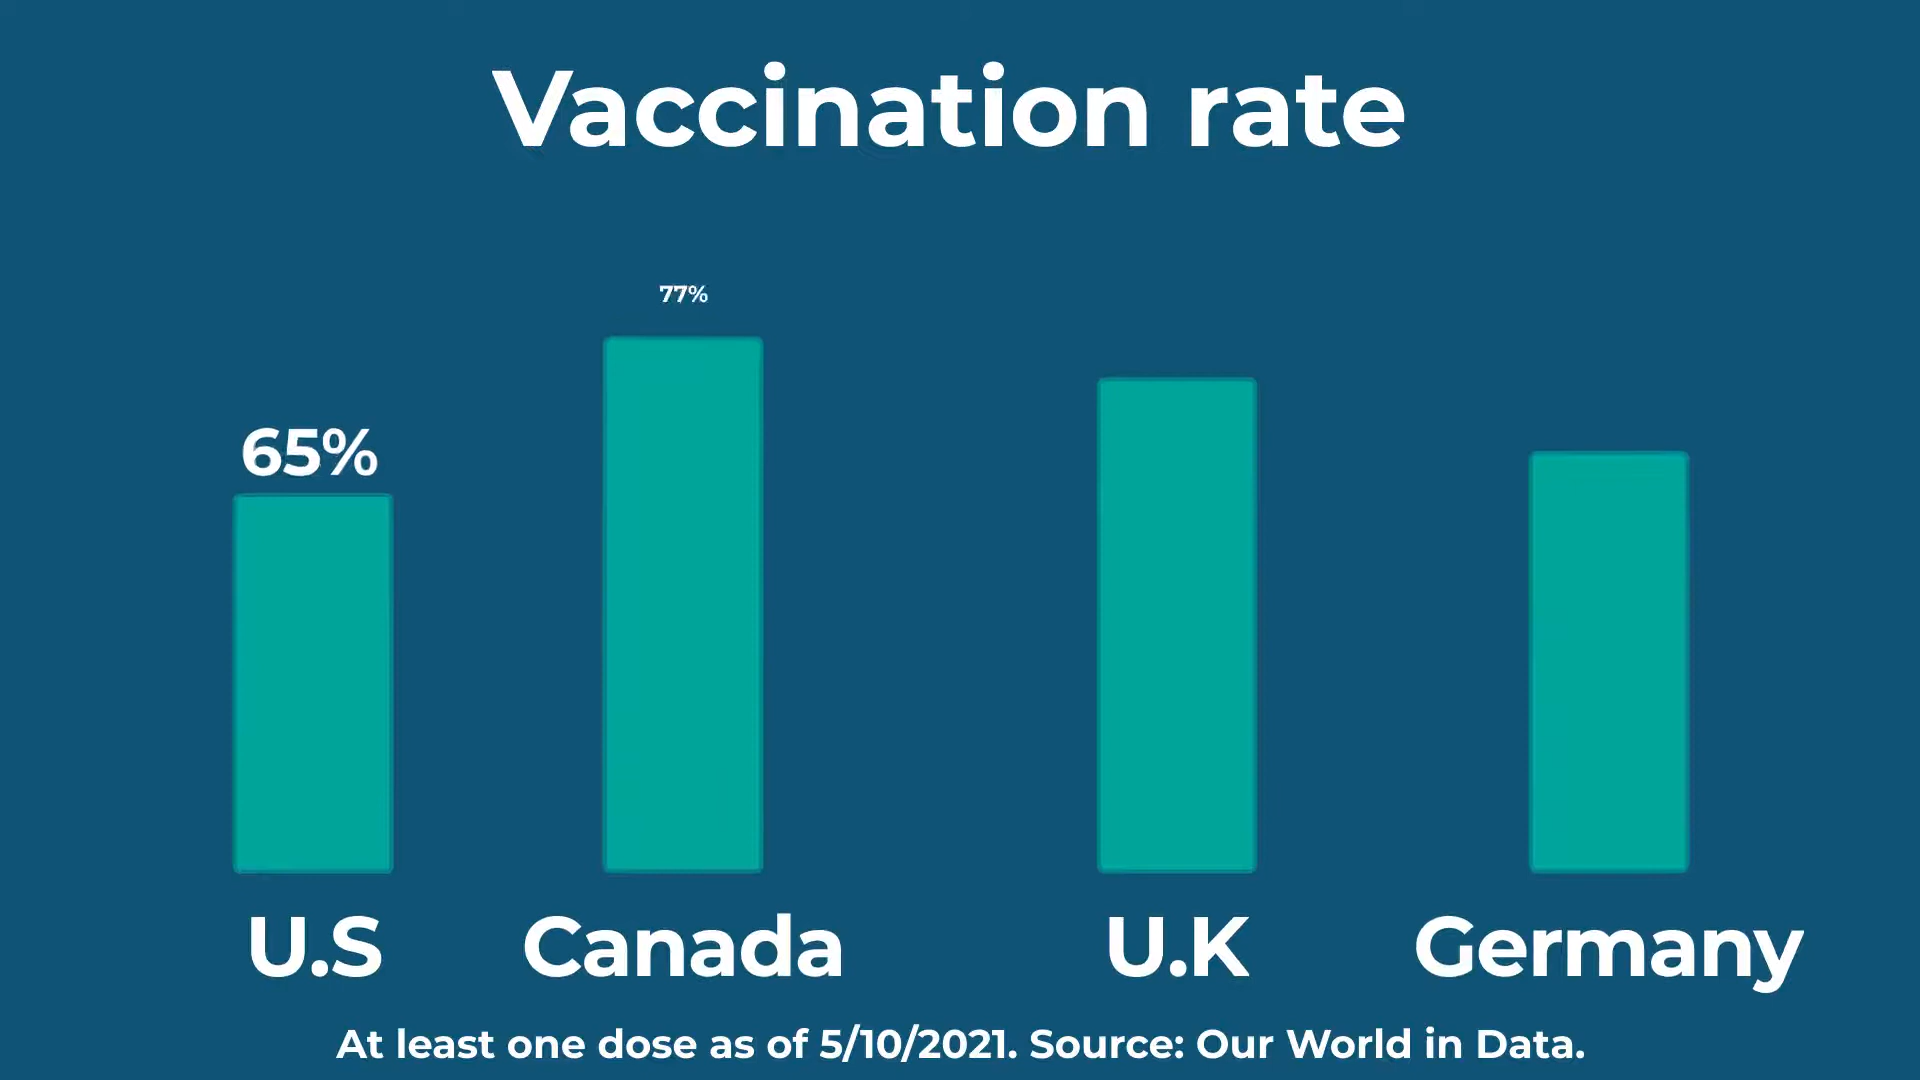 Vaccination rate
77%
65%
U.S Canada U.K Germany
At least one dose as of 5/10/2021. Source: Our World in Data.